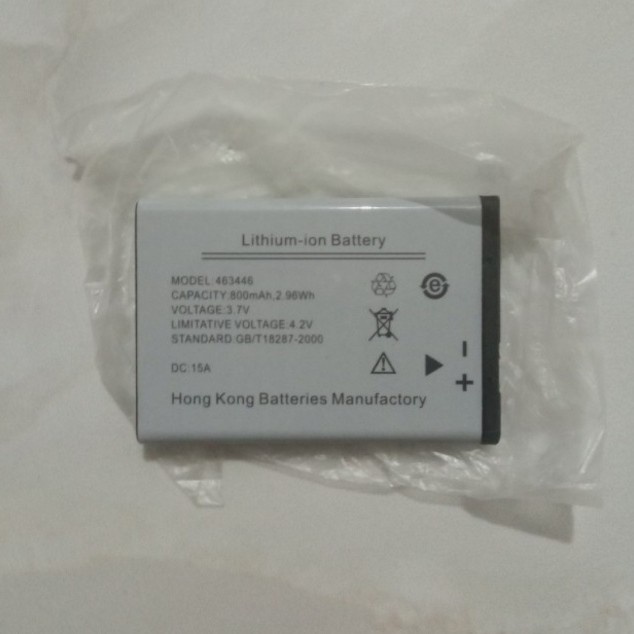 Lithium-ion Battery
MODEL:463446
CAPACITY:800mAh,2.96Wh
VOLTAGE:3.7V
LIMITATIVE VOLTAGE:4.2V
STANDARD:GB/T18287-2000
DC:15A
Hong Kong Batteries Manufactory
e
−
+